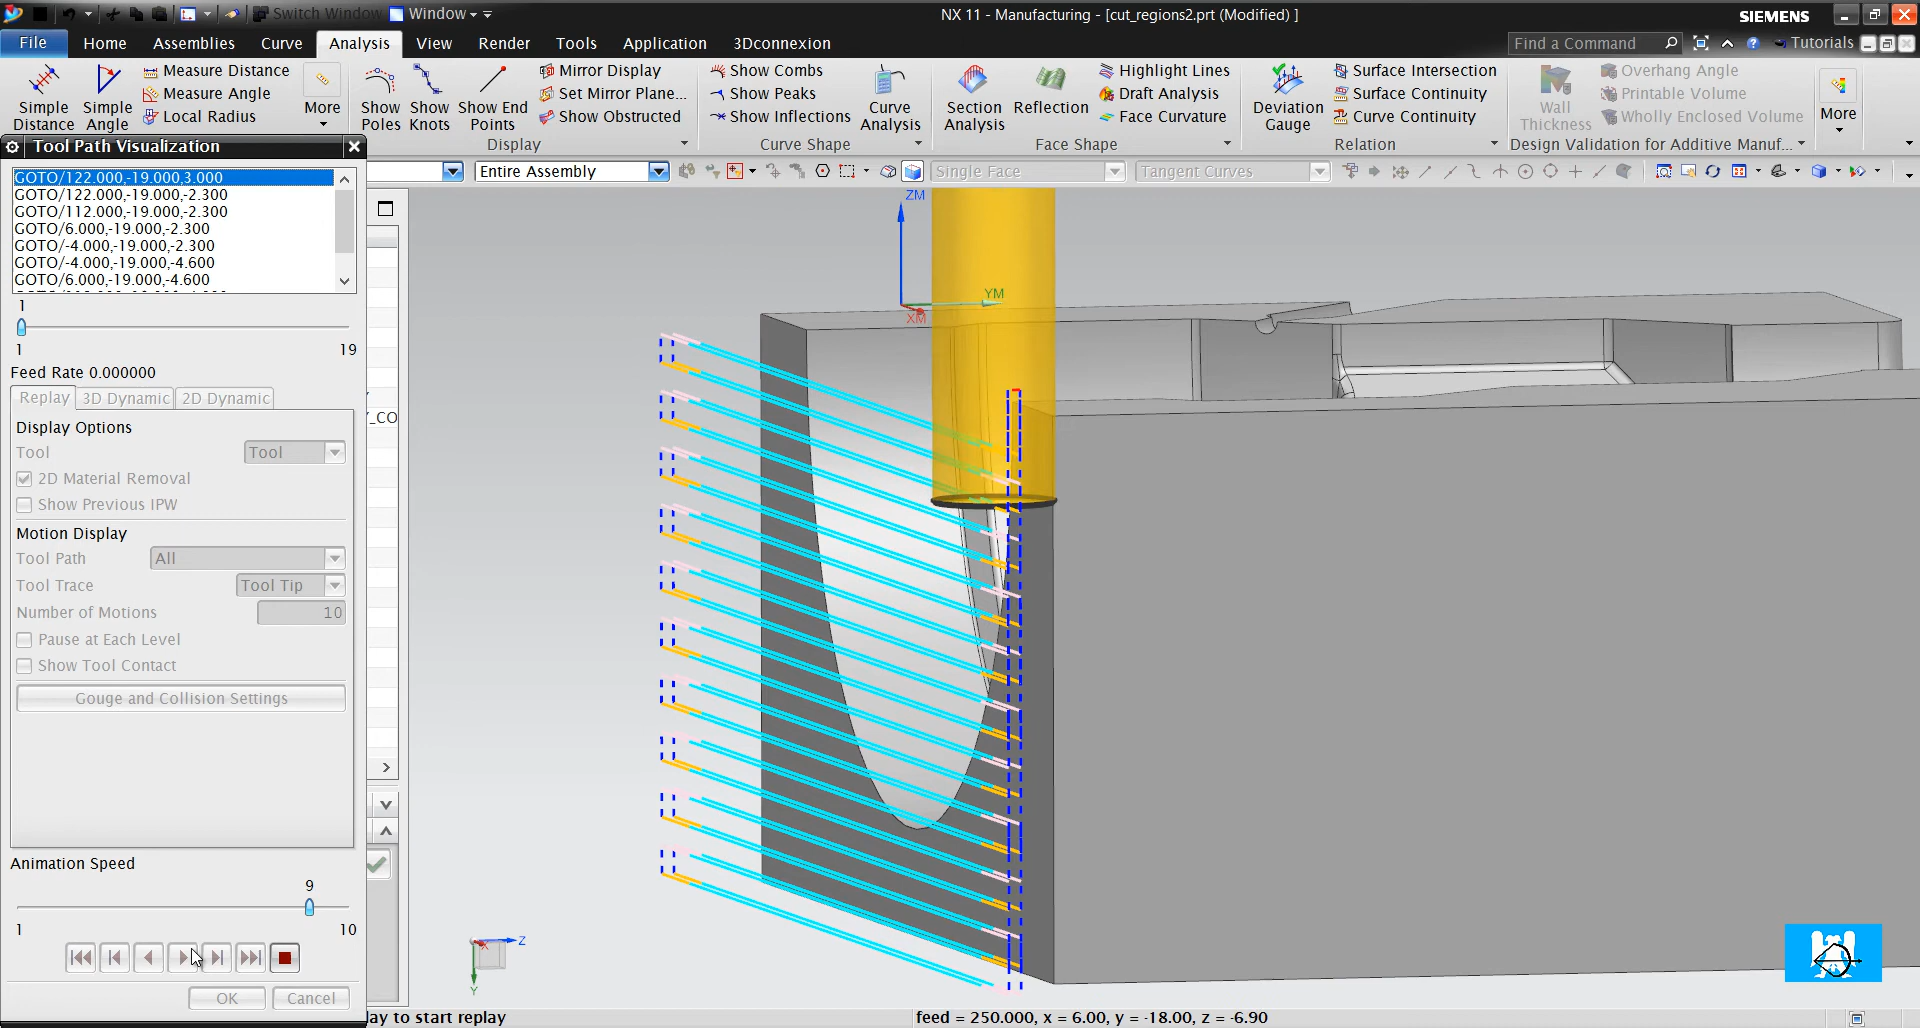 Switch Window
Window
NX 11 - Manufacturing - [cut_regions2.prt (Modified) ]
SIEMENS
File
Home
Assemblies
Curve
Analysis
View
Render
Tools
Application
3Dconnexion
Find a Command
Tutorials
Simple Distance
Simple Angle
Measure Distance
Measure Angle
Local Radius
More
Show Poles
Show Knots
Show End Points
Mirror Display
Set Mirror Plane...
Show Obstructed
Display
Show Combs
Show Peaks
Show Inflections
Curve Analysis
Curve Shape
Section Analysis
Reflection
Highlight Lines
Draft Analysis
Face Curvature
Face Shape
Deviation Gauge
Surface Intersection
Surface Continuity
Curve Continuity
Relation
Wall Thickness
Overhang Angle
Printable Volume
Wholly Enclosed Volume
Design Validation for Additive Manuf...
More
Tool Path Visualization
Entire Assembly
Single Face
Tangent Curves
GOTO/122.000,-19.000,3.000
GOTO/122.000,-19.000,-2.300
GOTO/112.000,-19.000,-2.300
GOTO/6.000,-19.000,-2.300
GOTO/-4.000,-19.000,-2.300
GOTO/-4.000,-19.000,-4.600
GOTO/6.000,-19.000,-4.600
1
1
19
Feed Rate 0.000000
Replay
3D Dynamic
2D Dynamic
Display Options
Tool
Tool
2D Material Removal
Show Previous IPW
Motion Display
Tool Path
All
Tool Trace
Tool Tip
Number of Motions
10
Pause at Each Level
Show Tool Contact
Gouge and Collision Settings
Animation Speed
9
1
10
OK
Cancel
_CO
ZM
YM
XM
Z
X
Y
lay to start replay
feed = 250.000, x = 6.00, y = -18.00, z = -6.90